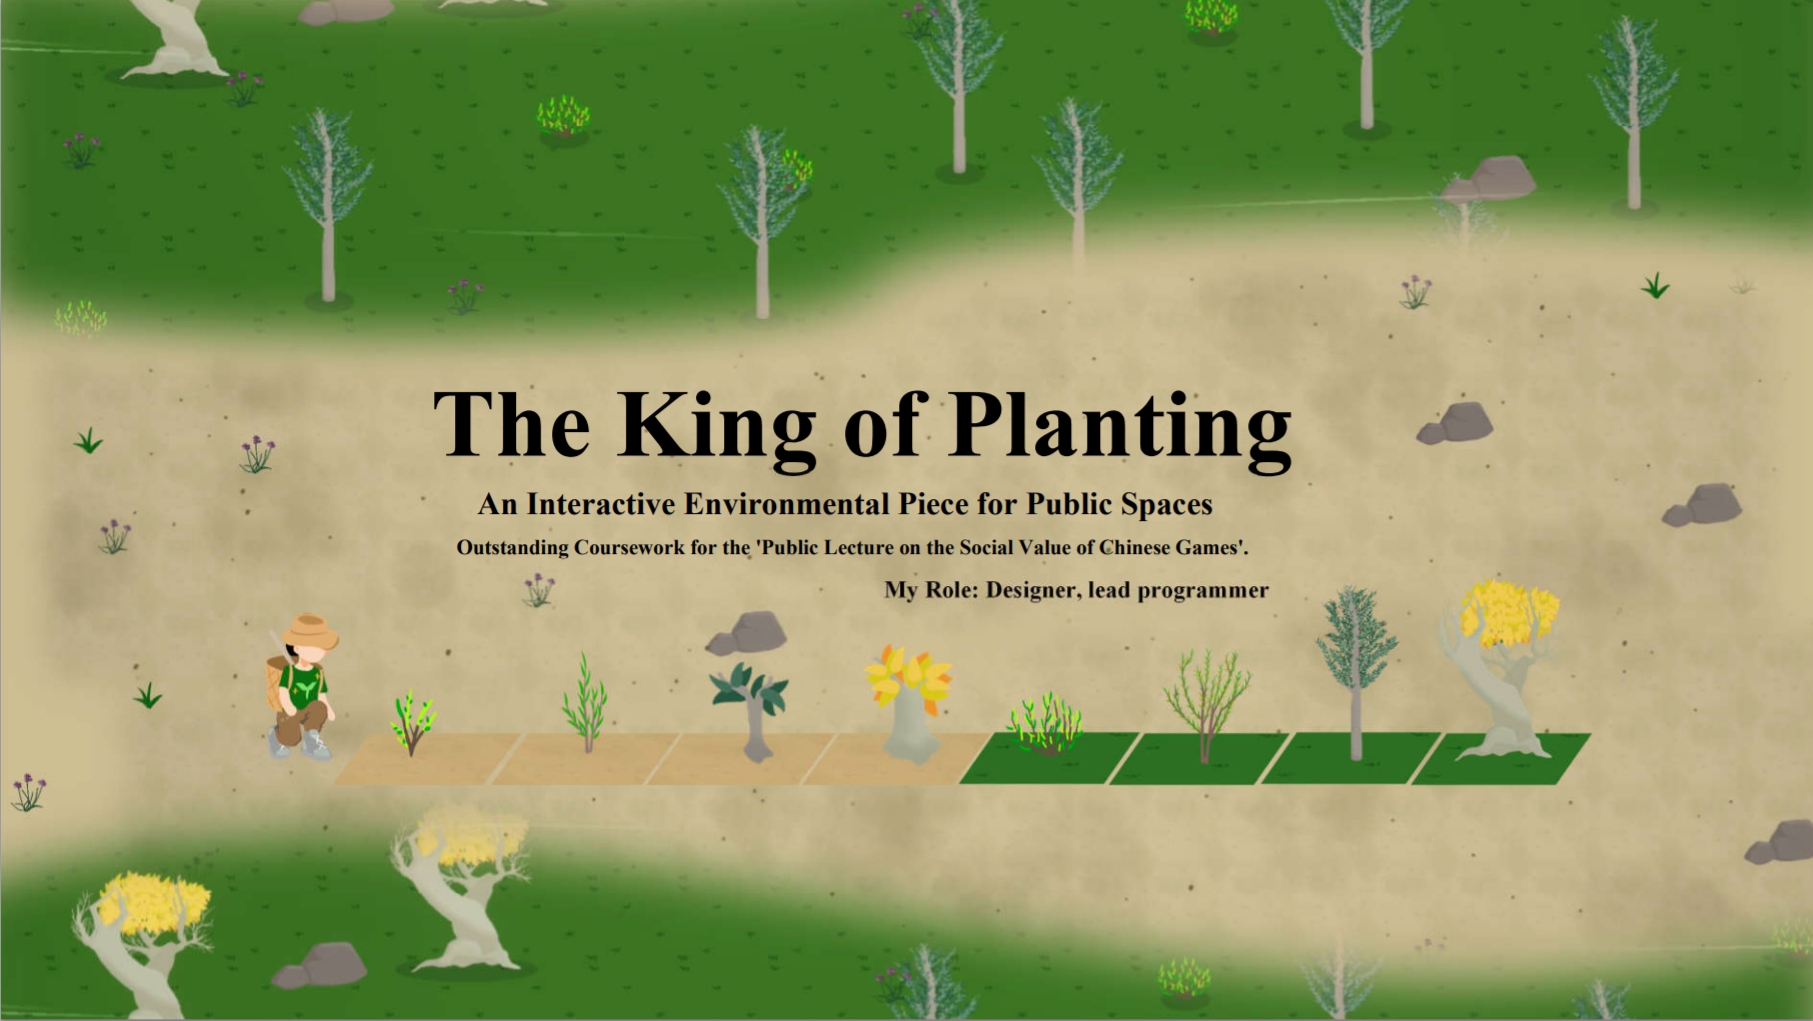 The King of Planting
An Interactive Environmental Piece for Public Spaces
Outstanding Coursework for the 'Public Lecture on the Social Value of Chinese Games'.
My Role: Designer, lead programmer